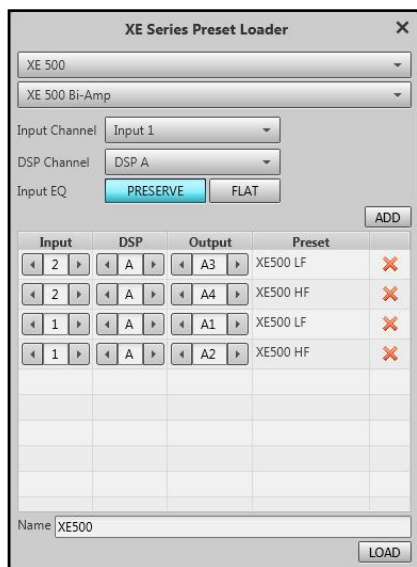 XE Series Preset Loader ✕
XE 500
XE 500 Bi-Amp
Input Channel Input 1
DSP Channel DSP A
Input EQ PRESERVE FLAT
ADD
Input DSP Output Preset
2 A A3 XE500 LF
2 A A4 XE500 HF
1 A A1 XE500 LF
1 A A2 XE500 HF
Name XE500
LOAD